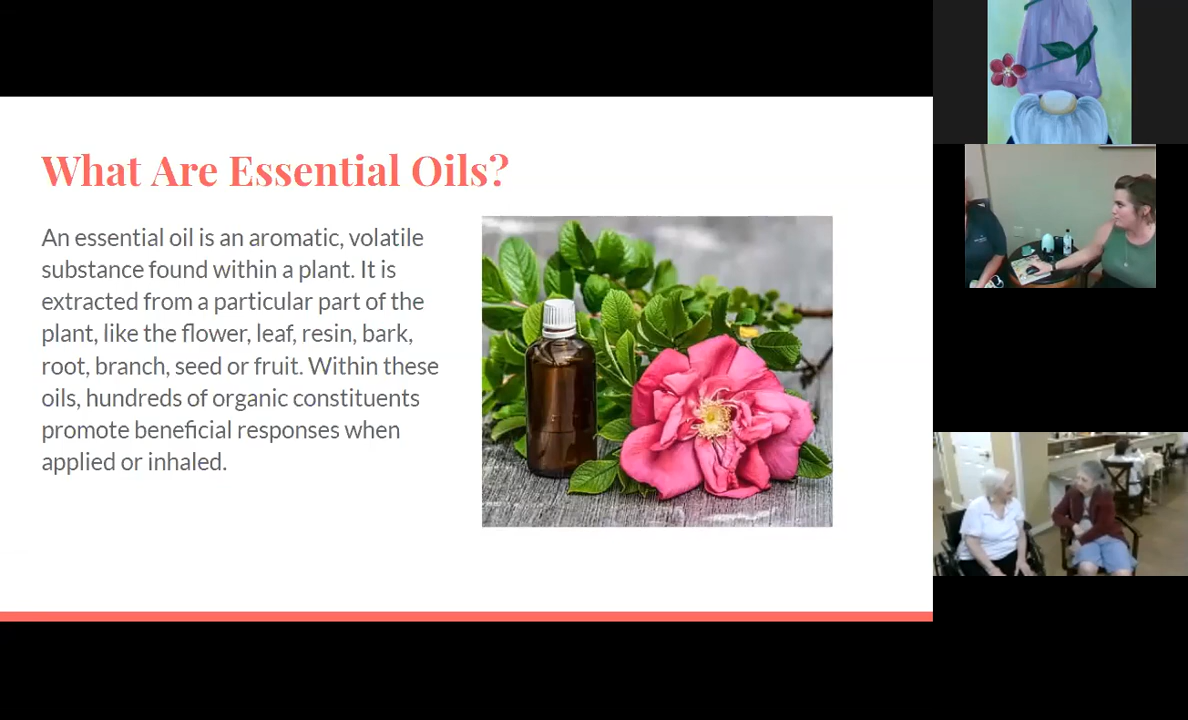 What Are Essential Oils?
An essential oil is an aromatic, volatile
substance found within a plant. It is
extracted from a particular part of the
plant, like the flower, leaf, resin, bark,
root, branch, seed or fruit. Within these
oils, hundreds of organic constituents
promote beneficial responses when
applied or inhaled.